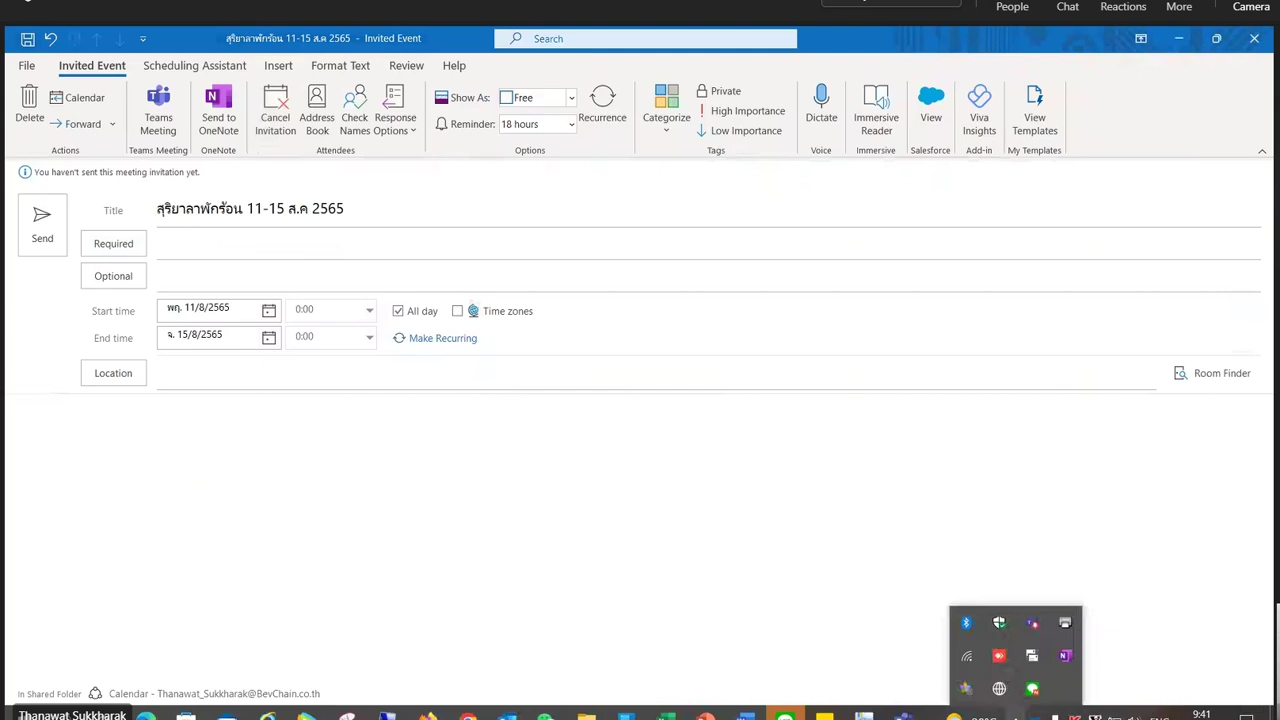 People Chat Reactions More Camera
สุริยาลาพักร้อน 11-15 ส.ค 2565 - Invited Event
Search
File Invited Event Scheduling Assistant Insert Format Text Review Help
Delete
Calendar
Forward
Actions
Teams Meeting
Teams Meeting
Send to OneNote
OneNote
Cancel Invitation
Address Book
Check Names
Response Options
Attendees
Show As: Free
Reminder: 18 hours
Recurrence
Options
Categorize
Private
High Importance
Low Importance
Tags
Dictate
Voice
Immersive Reader
Immersive
View
Salesforce
Viva Insights
Add-in
View Templates
My Templates
You haven't sent this meeting invitation yet.
Send
Title สุริยาลาพักร้อน 11-15 ส.ค 2565
Required
Optional
Start time พฤ. 11/8/2565 0:00 All day Time zones
End time จ. 15/8/2565 0:00 Make Recurring
Location Room Finder
In Shared Folder Calendar - Thanawat_Sukkharak@BevChain.co.th
Thanawat Sukkharak
9:41